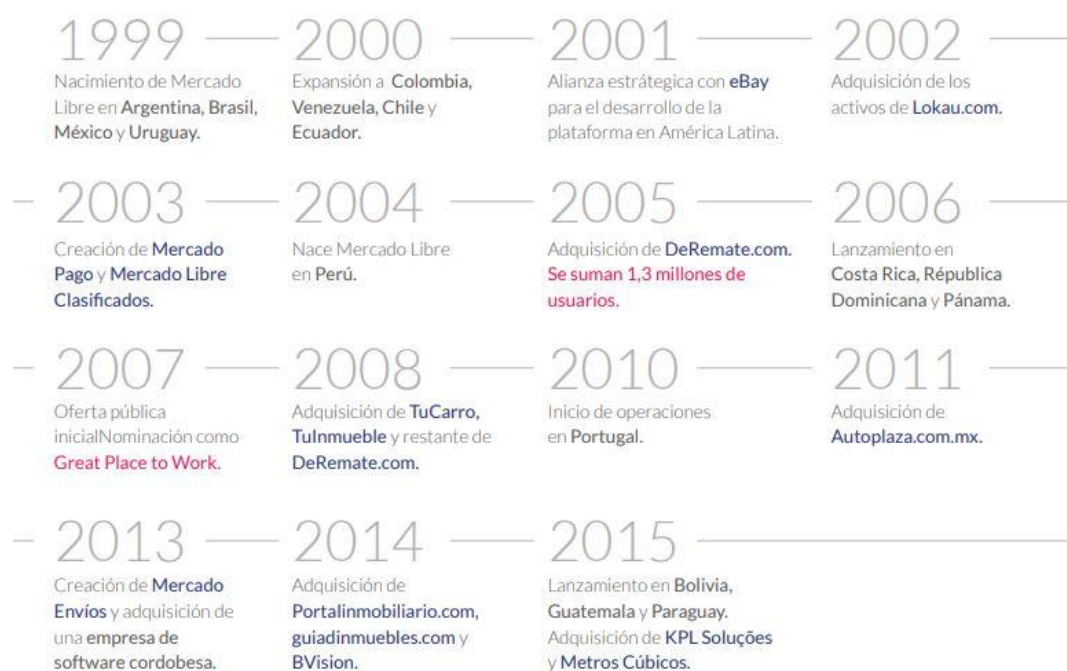 1999
Nacimiento de Mercado
Libre en Argentina, Brasil,
México y Uruguay.
2000
Expansión a Colombia,
Venezuela, Chile y
Ecuador.
2001
Alianza estrátegica con eBay
para el desarrollo de la
plataforma en América Latina.
2002
Adquisición de los
activos de Lokau.com.
2003
Creación de Mercado
Pago y Mercado Libre
Clasificados.
2004
Nace Mercado Libre
en Perú.
2005
Adquisición de DeRemate.com.
Se suman 1,3 millones de
usuarios.
2006
Lanzamiento en
Costa Rica, Républica
Dominicana y Pánama.
2007
Oferta pública
inicialNominación como
Great Place to Work.
2008
Adquisición de TuCarro,
TuInmueble y restante de
DeRemate.com.
2010
Inicio de operaciones
en Portugal.
2011
Adquisición de
Autoplaza.com.mx.
2013
Creación de Mercado
Envíos y adquisición de
una empresa de
software cordobesa.
2014
Adquisición de
Portalinmobiliario.com,
guiadinmuebles.com y
BVision.
2015
Lanzamiento en Bolivia,
Guatemala y Paraguay.
Adquisición de KPL Soluções
y Metros Cúbicos.